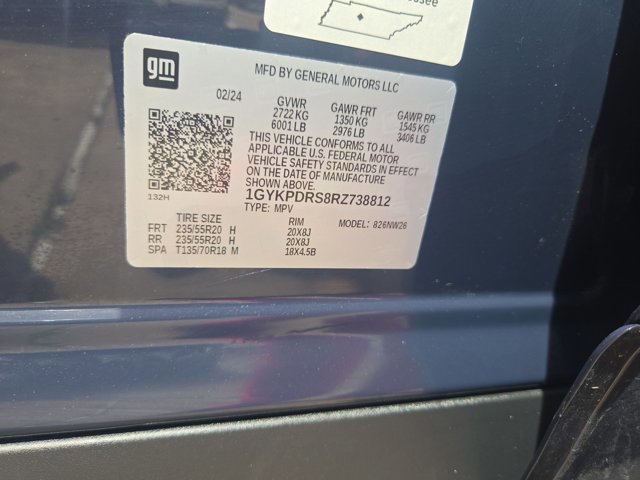 gm
MFD BY GENERAL MOTORS LLC
02/24
GVWR
2722 KG
6001 LB
GAWR FRT
1350 KG
2976 LB
GAWR RR
1545 KG
3406 LB
THIS VEHICLE CONFORMS TO ALL
APPLICABLE U.S. FEDERAL MOTOR
VEHICLE SAFETY STANDARDS IN EFFECT
ON THE DATE OF MANUFACTURE
SHOWN ABOVE.
132H
1GYKPDRS8RZ738812
TYPE: MPV
MODEL: 826NW26
TIRE SIZE RIM
FRT 235/55R20 H 20X8J
RR 235/55R20 H 20X8J
SPA T135/70R18 M 18X4.5B